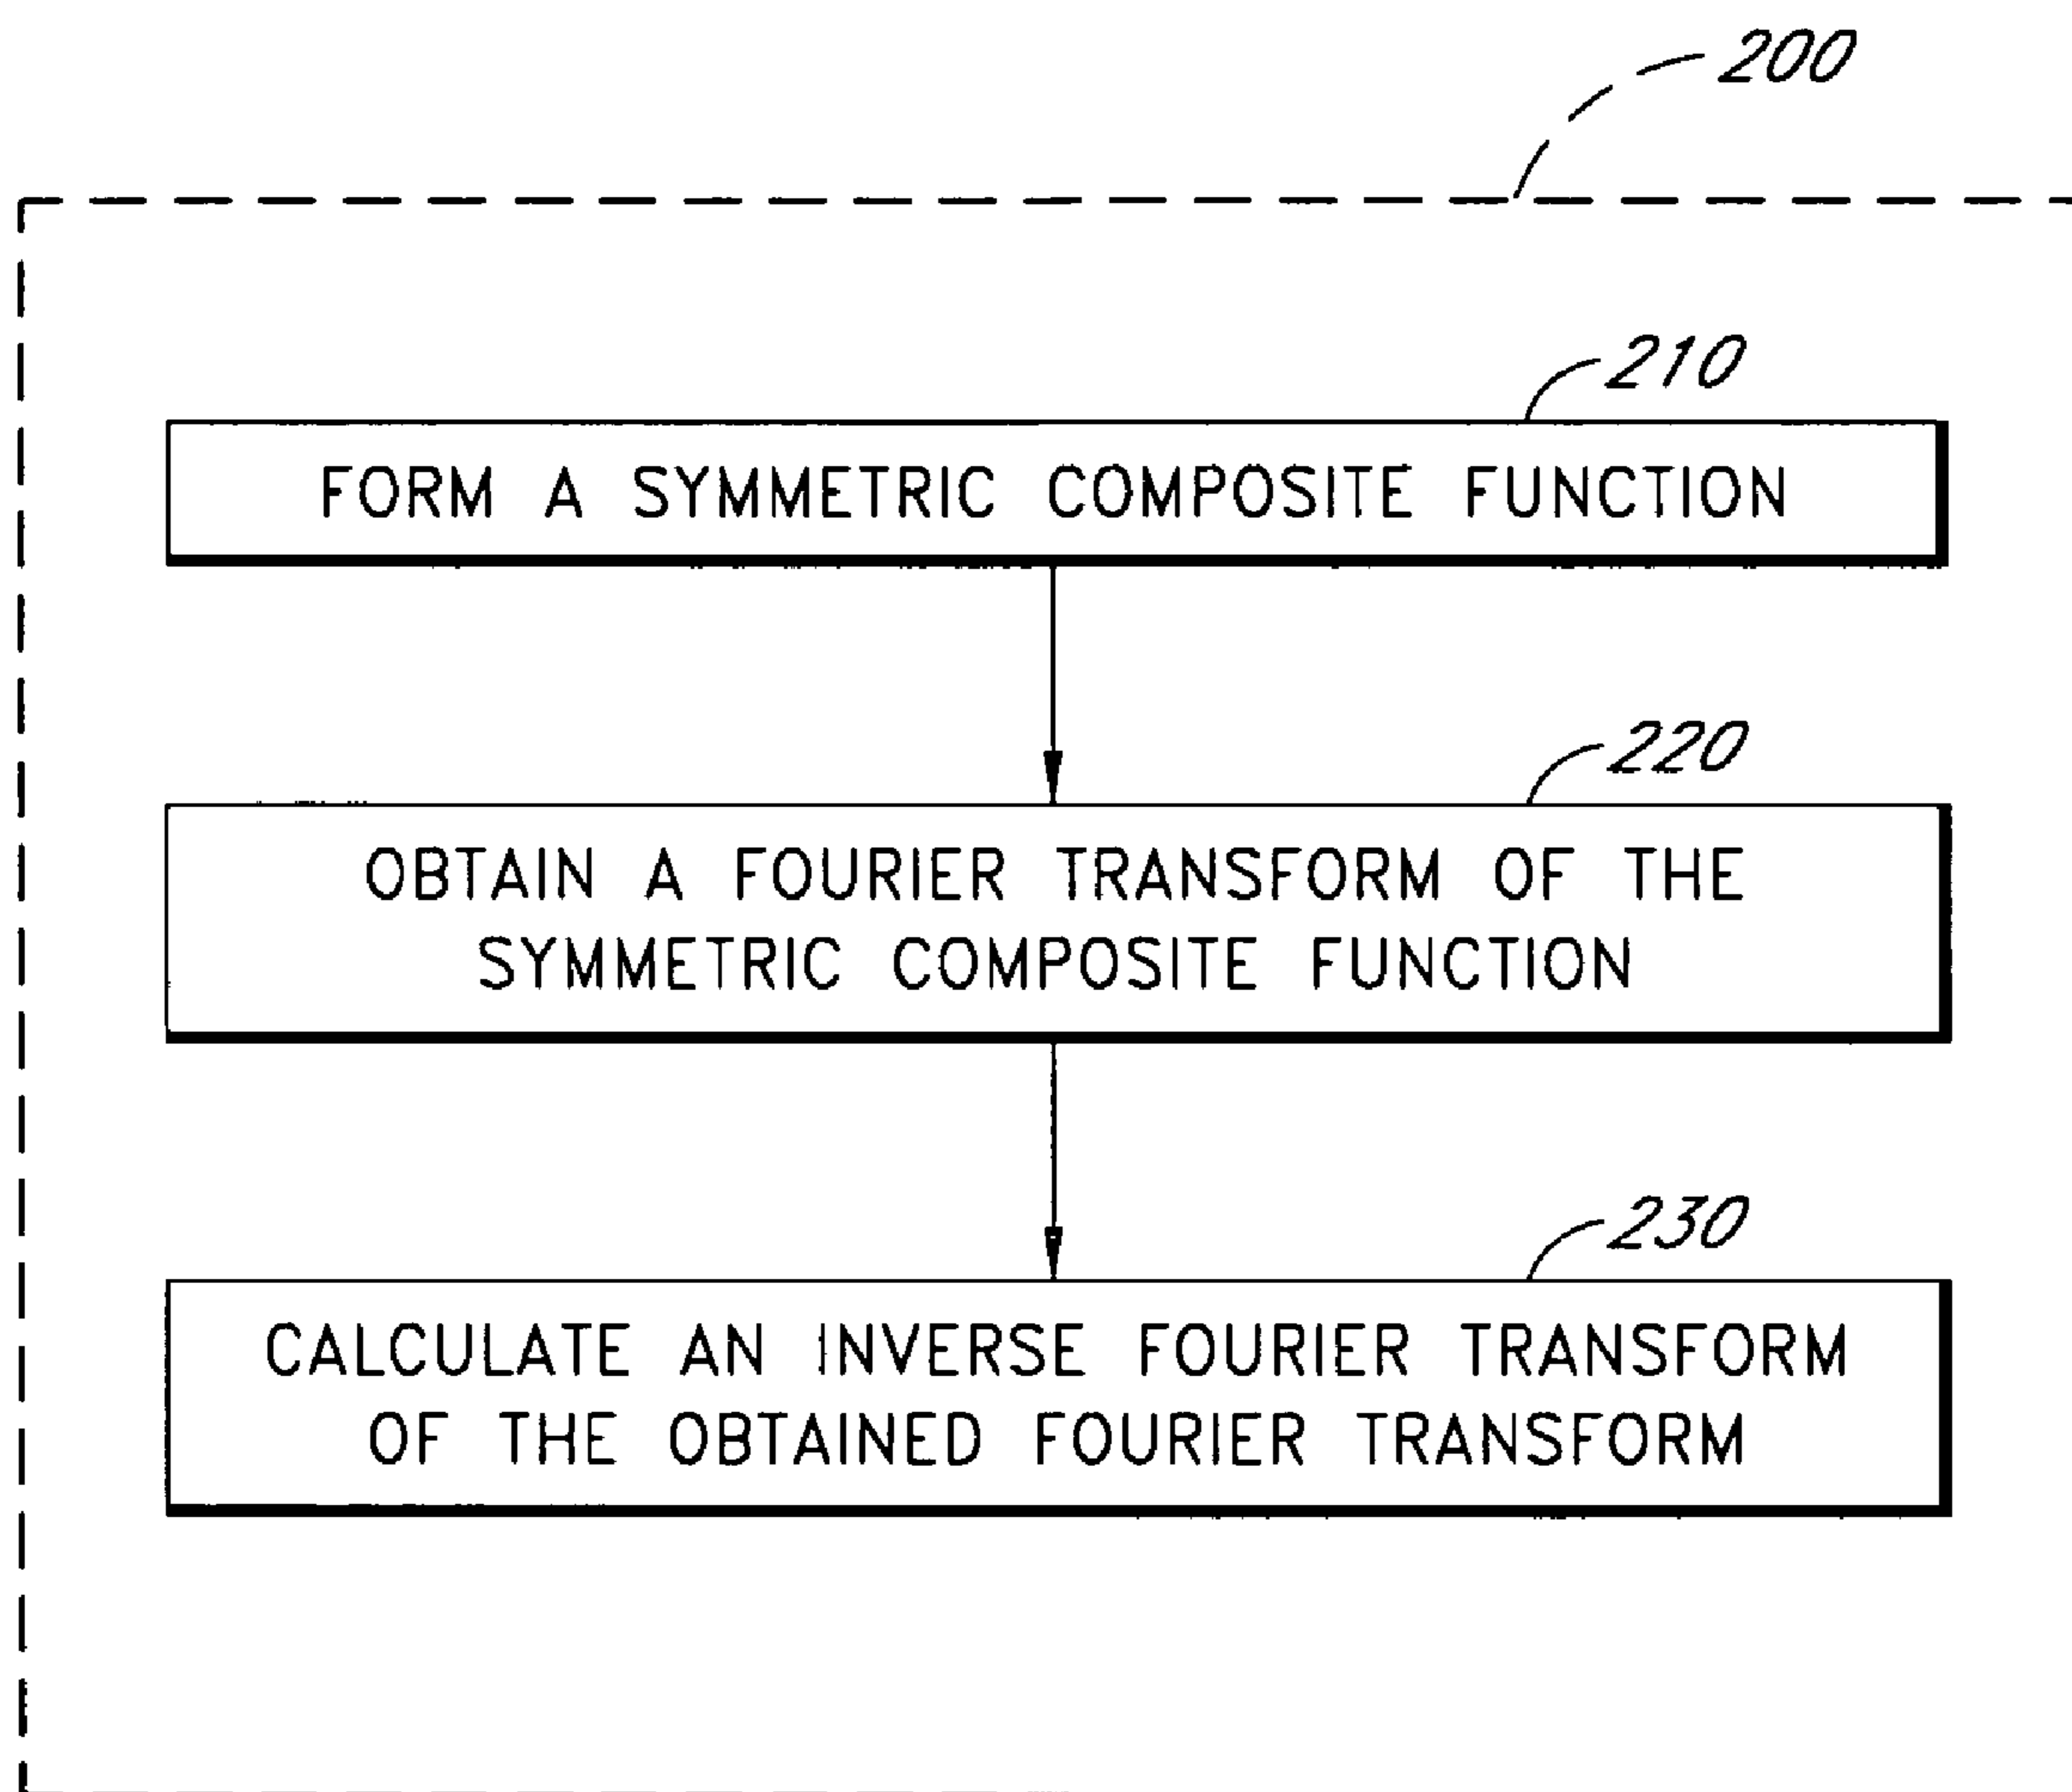 200
210
FORM A SYMMETRIC COMPOSITE FUNCTION
220
OBTAIN A FOURIER TRANSFORM OF THE
SYMMETRIC COMPOSITE FUNCTION
230
CALCULATE AN INVERSE FOURIER TRANSFORM
OF THE OBTAINED FOURIER TRANSFORM